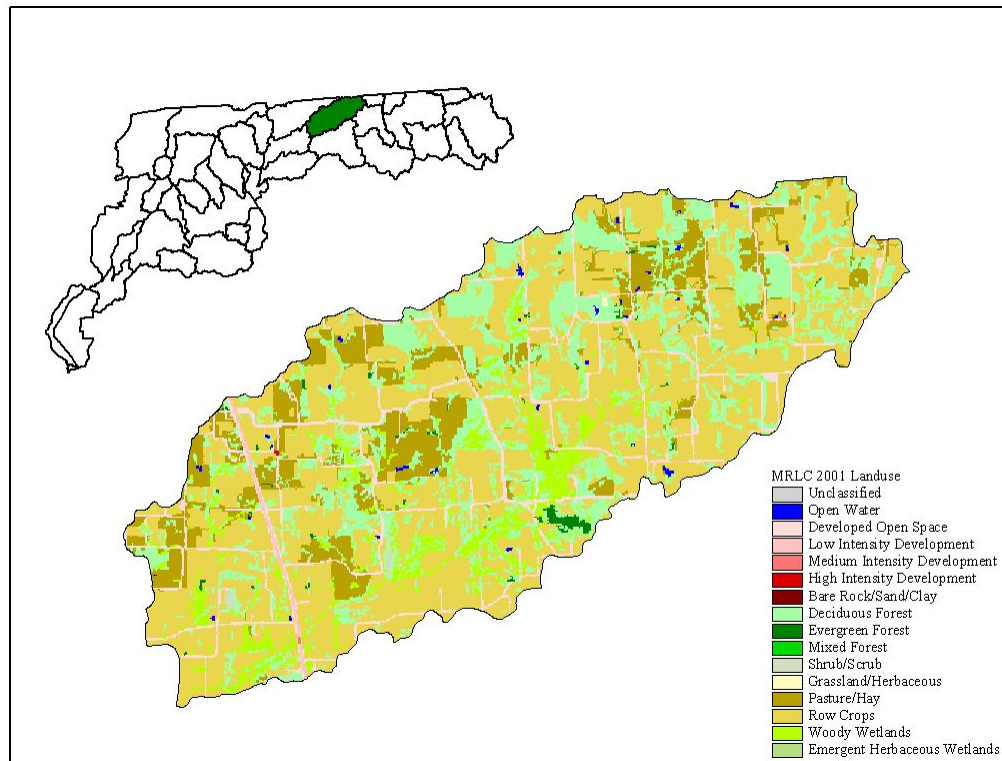 MRLC 2001 Landuse
Unclassified
Open Water
Developed Open Space
Low Intensity Development
Medium Intensity Development
High Intensity Development
Bare Rock/Sand/Clay
Deciduous Forest
Evergreen Forest
Mixed Forest
Shrub/Scrub
Grassland/Herbaceous
Pasture/Hay
Row Crops
Woody Wetlands
Emergent Herbaceous Wetlands